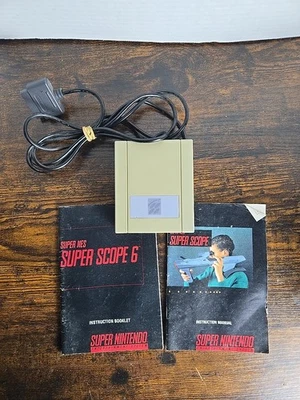 SUPER NES
SUPER SCOPE 6
INSTRUCTION BOOKLET
SUPER NINTENDO
SUPER SCOPE
INSTRUCTION MANUAL
SUPER NINTENDO